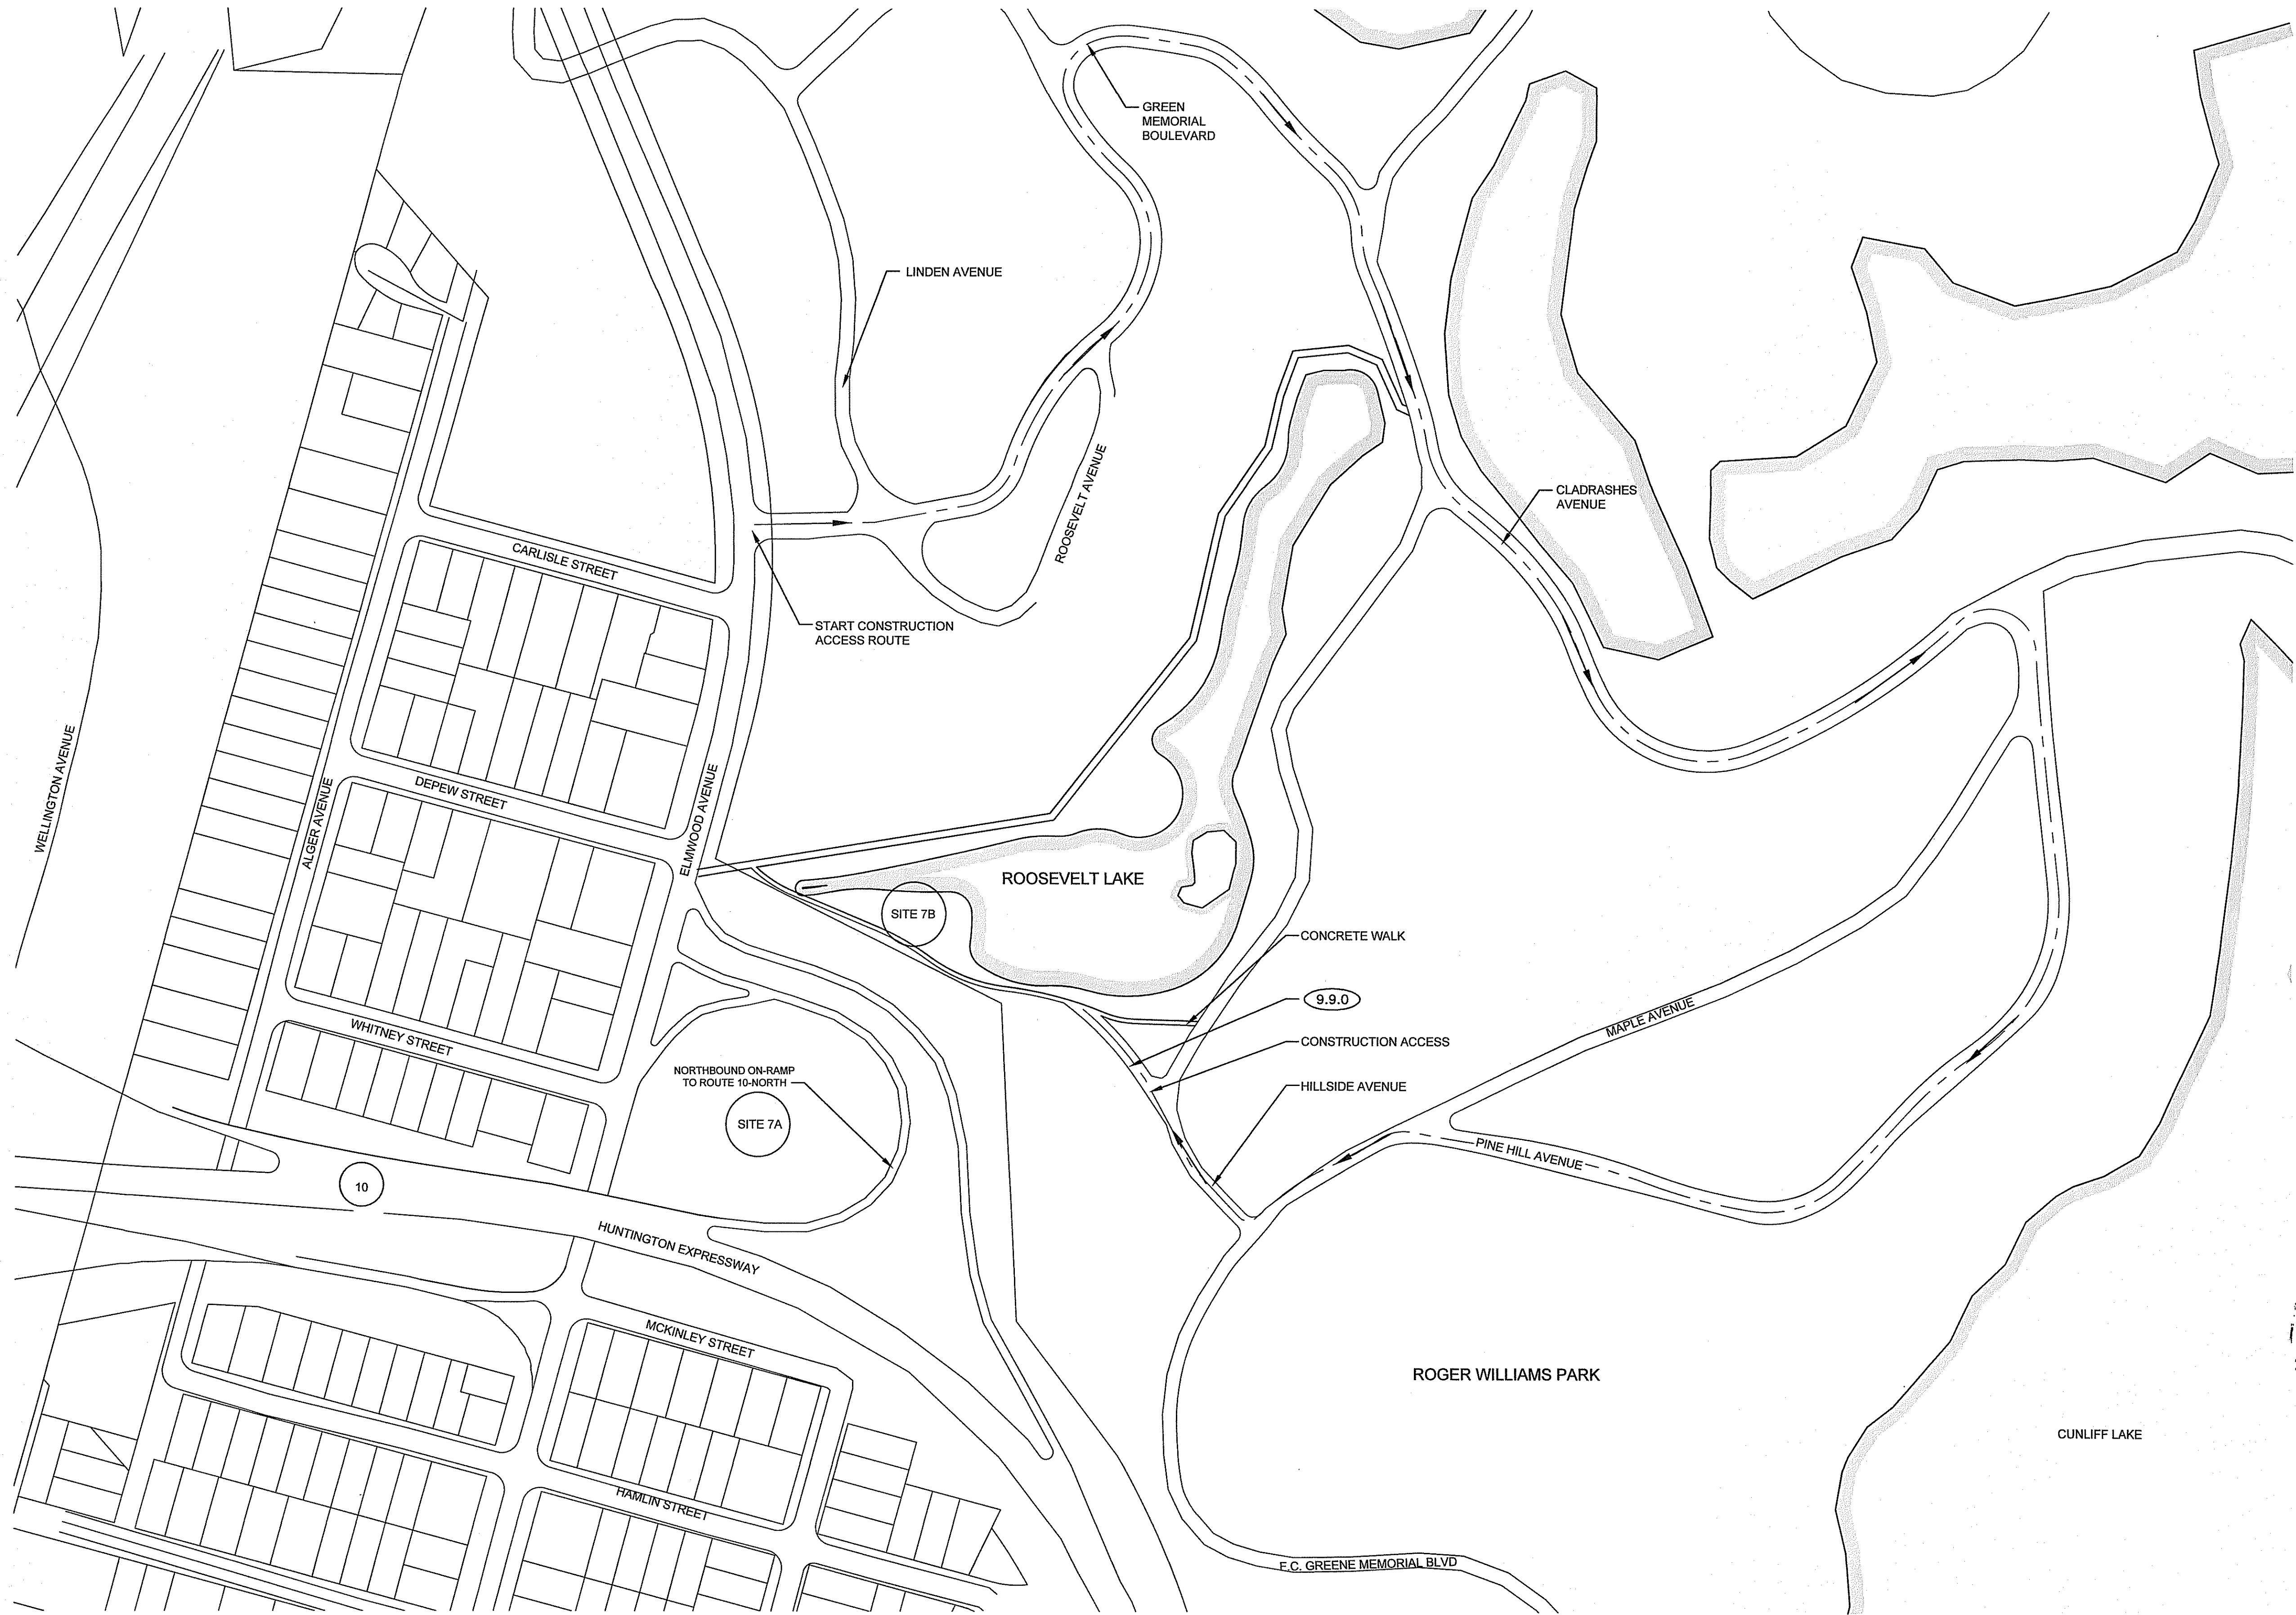 GREEN
MEMORIAL
BOULEVARD
LINDEN AVENUE
ROOSEVELT AVENUE
CLADRASHES
AVENUE
CARLISLE STREET
START CONSTRUCTION
ACCESS ROUTE
WELLINGTON AVENUE
ALGER AVENUE
DEPEW STREET
ELMWOOD AVENUE
ROOSEVELT LAKE
SITE 7B
CONCRETE WALK
9.9.0
MAPLE AVENUE
WHITNEY STREET
CONSTRUCTION ACCESS
NORTHBOUND ON-RAMP
TO ROUTE 10-NORTH
HILLSIDE AVENUE
SITE 7A
PINE HILL AVENUE
10
HUNTINGTON EXPRESSWAY
MCKINLEY STREET
ROGER WILLIAMS PARK
CUNLIFF LAKE
HAMLIN STREET
F.C. GREENE MEMORIAL BLVD